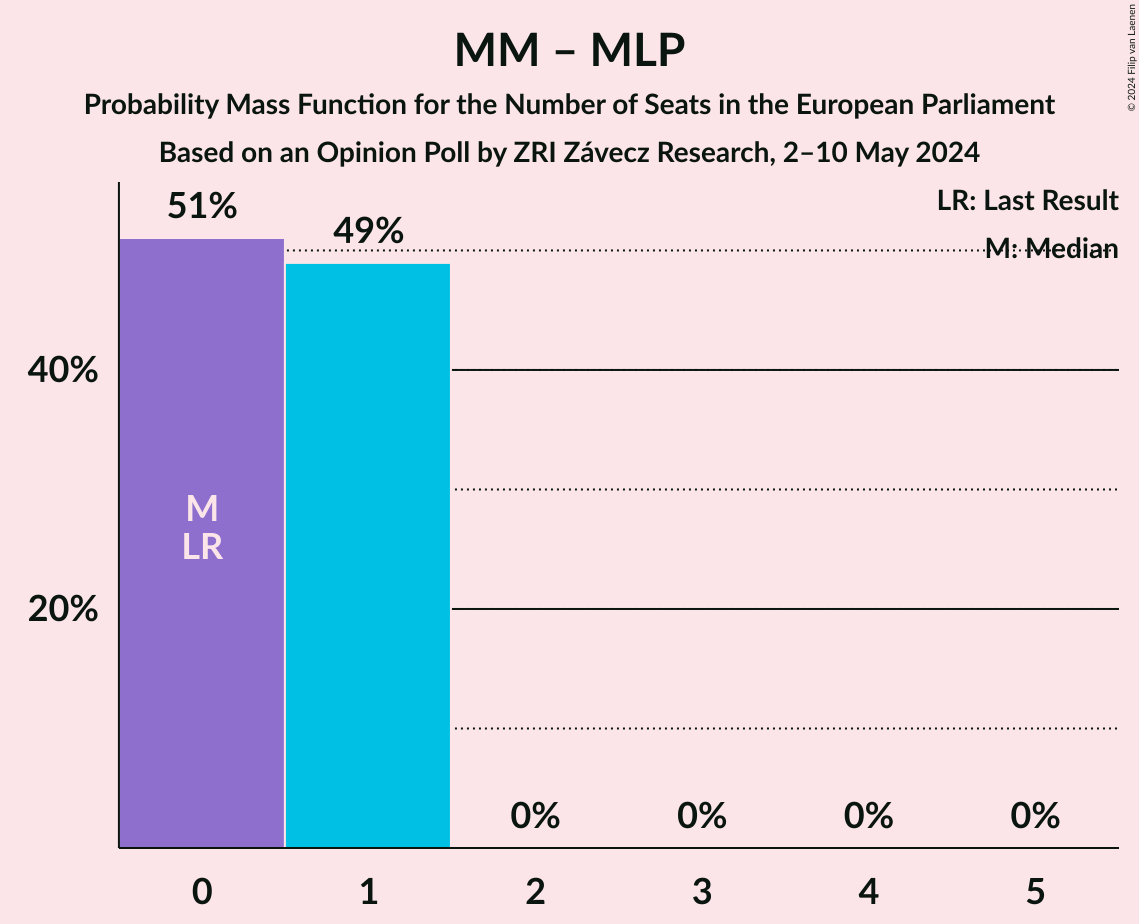 MM – MLP
Probability Mass Function for the Number of Seats in the European Parliament
Based on an Opinion Poll by ZRI Závecz Research, 2–10 May 2024
© 2024 Filip van Laenen
LR: Last Result
M: Median
51%
49%
40%
20%
M
LR
0%
0%
0%
0%
0
1
2
3
4
5